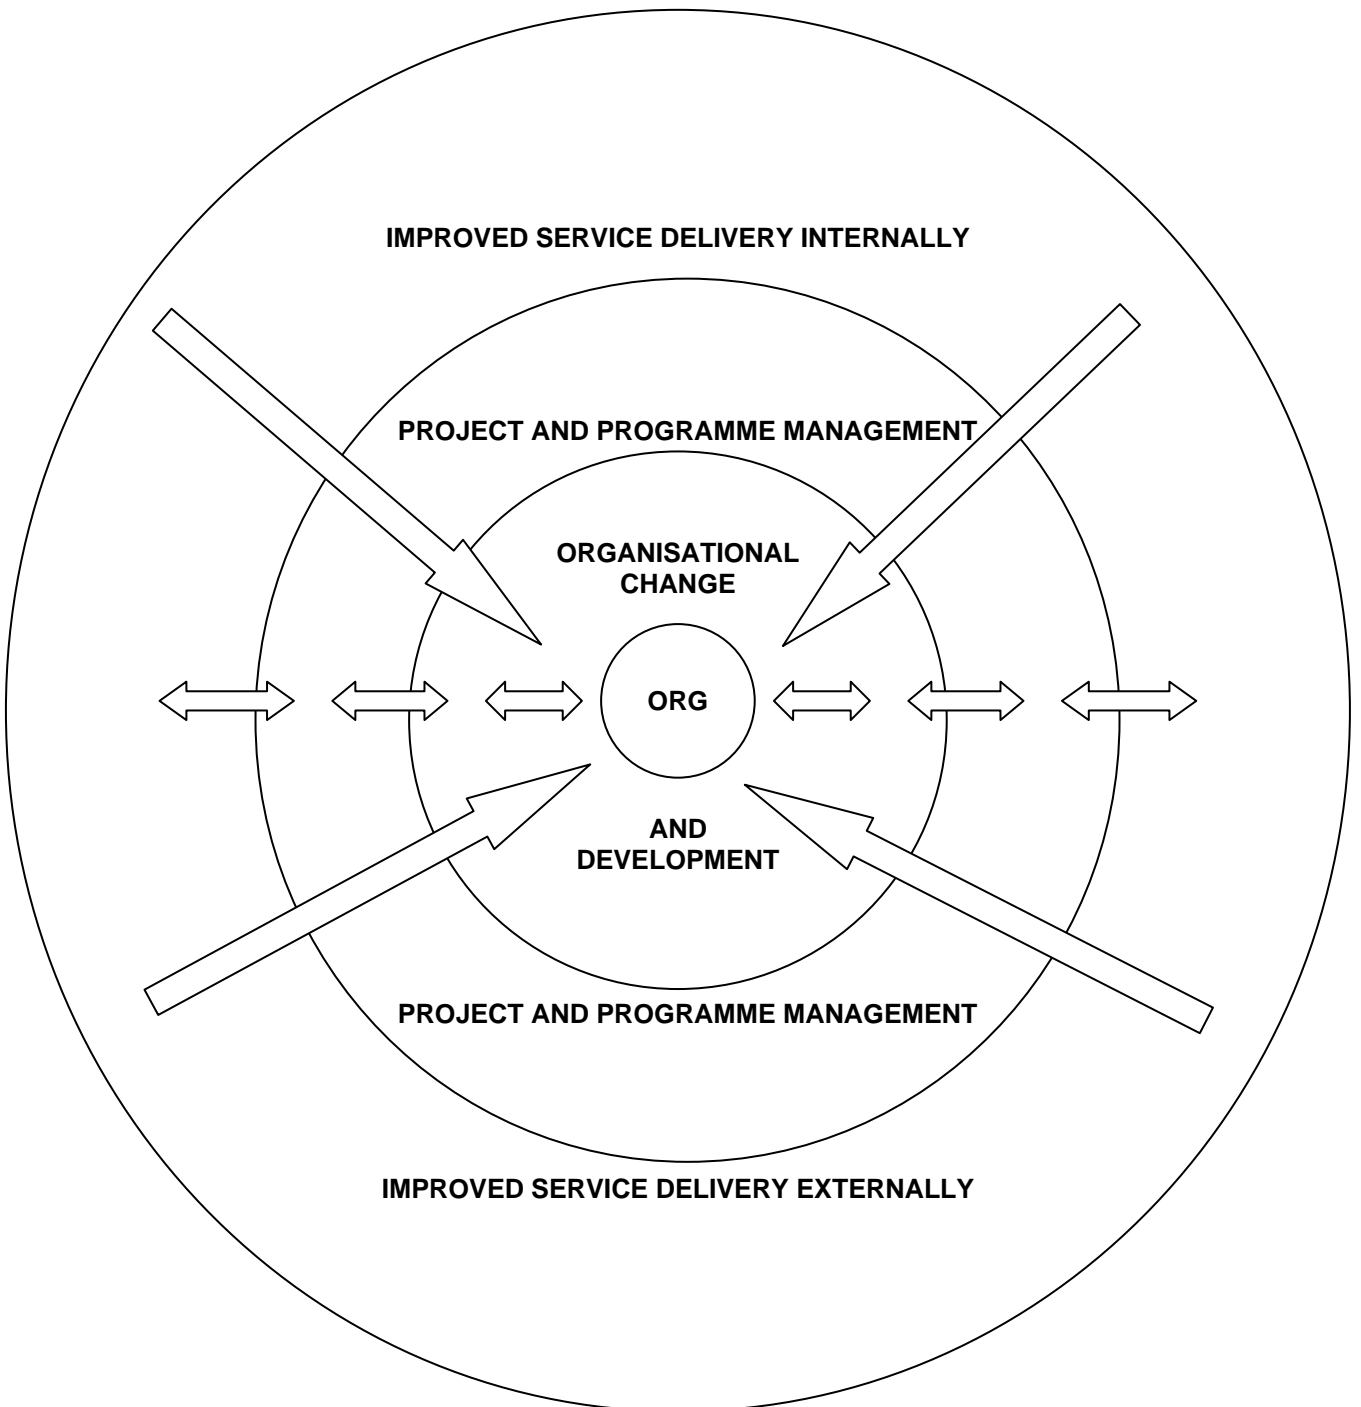 IMPROVED SERVICE DELIVERY INTERNALLY
PROJECT AND PROGRAMME MANAGEMENT
ORGANISATIONAL
CHANGE
ORG
AND
DEVELOPMENT
PROJECT AND PROGRAMME MANAGEMENT
IMPROVED SERVICE DELIVERY EXTERNALLY